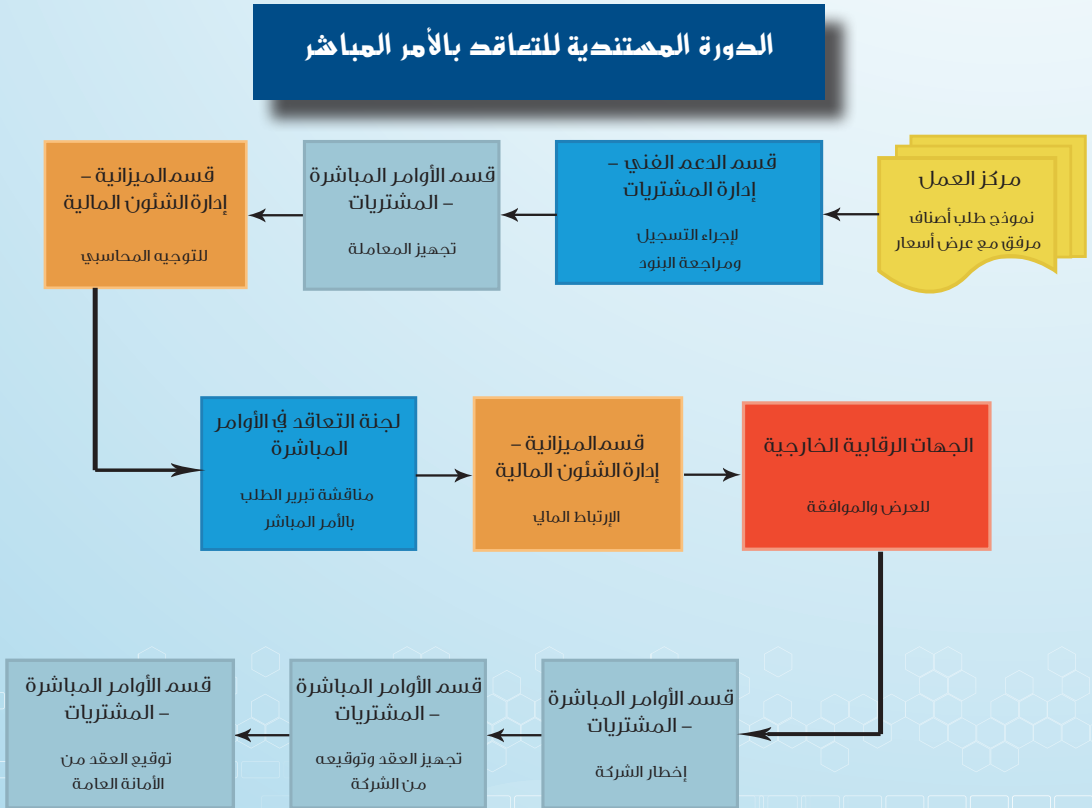 الدورة المستندية للتعاقد بالأمر المباشر
مركز العمل
نموذج طلب أصناف
مرفق مع عرض أسعار
قسم الدعم الفني -
إدارة المشتريات
لإجراء التسجيل
ومراجعة البنود
قسم الأوامر المباشرة
- المشتريات
تجهيز المعاملة
قسم الميزانية -
إدارة الشئون المالية
للتوجيه المحاسبي
لجنة التعاقد في الأوامر
المباشرة
مناقشة تبرير الطلب
بالأمر المباشر
قسم الميزانية -
إدارة الشئون المالية
الإرتباط المالي
الجهات الرقابية الخارجية
للعرض والموافقة
قسم الأوامر المباشرة
- المشتريات
إخطار الشركة
قسم الأوامر المباشرة
- المشتريات
تجهيز العقد وتوقيعه
من الشركة
قسم الأوامر المباشرة
- المشتريات
توقيع العقد من
الأمانة العامة